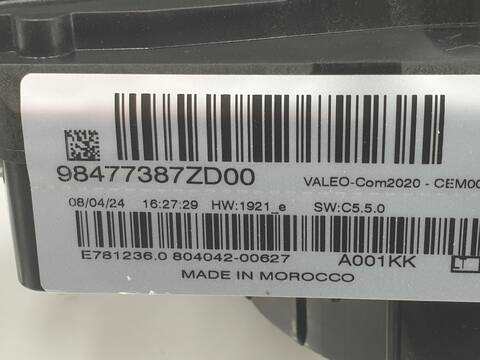 98477387ZD00
VALEO-Com2020 - CEM00
08/04/24 16:27:29 HW:1921_e SW:C5.5.0
E781236.0 804042-00627 A001KK LT
MADE IN MOROCCO